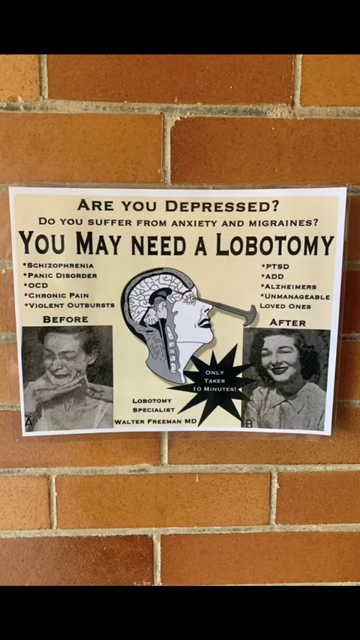 Are you Depressed?
Do you suffer from anxiety and migraines?
You May need a Lobotomy
*Schizophrenia
*Panic Disorder
*OCD
*Chronic Pain
*Violent Outbursts
*PTSD
*ADD
*Alzheimers
*Unmanageable
Loved Ones
Before
After
Only
Takes
10 Minutes!
Lobotomy
Specialist
Walter Freeman MD
A
B